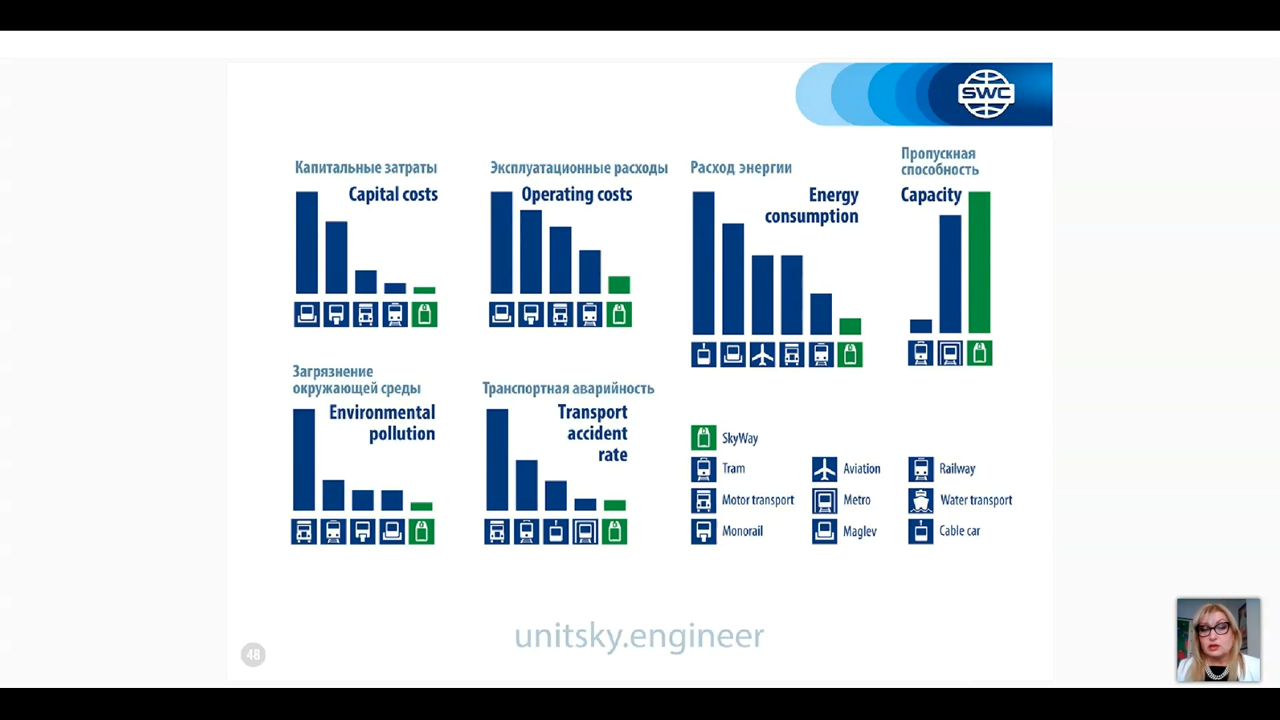 SWC
Капитальные затраты
Capital costs
Эксплуатационные расходы
Operating costs
Расход энергии
Energy
consumption
Пропускная
способность
Capacity
Загрязнение
окружающей среды
Environmental
pollution
Транспортная аварийность
Transport
accident
rate
SkyWay
Tram
Aviation
Railway
Motor transport
Metro
Water transport
Monorail
Maglev
Cable car
unitsky.engineer
48